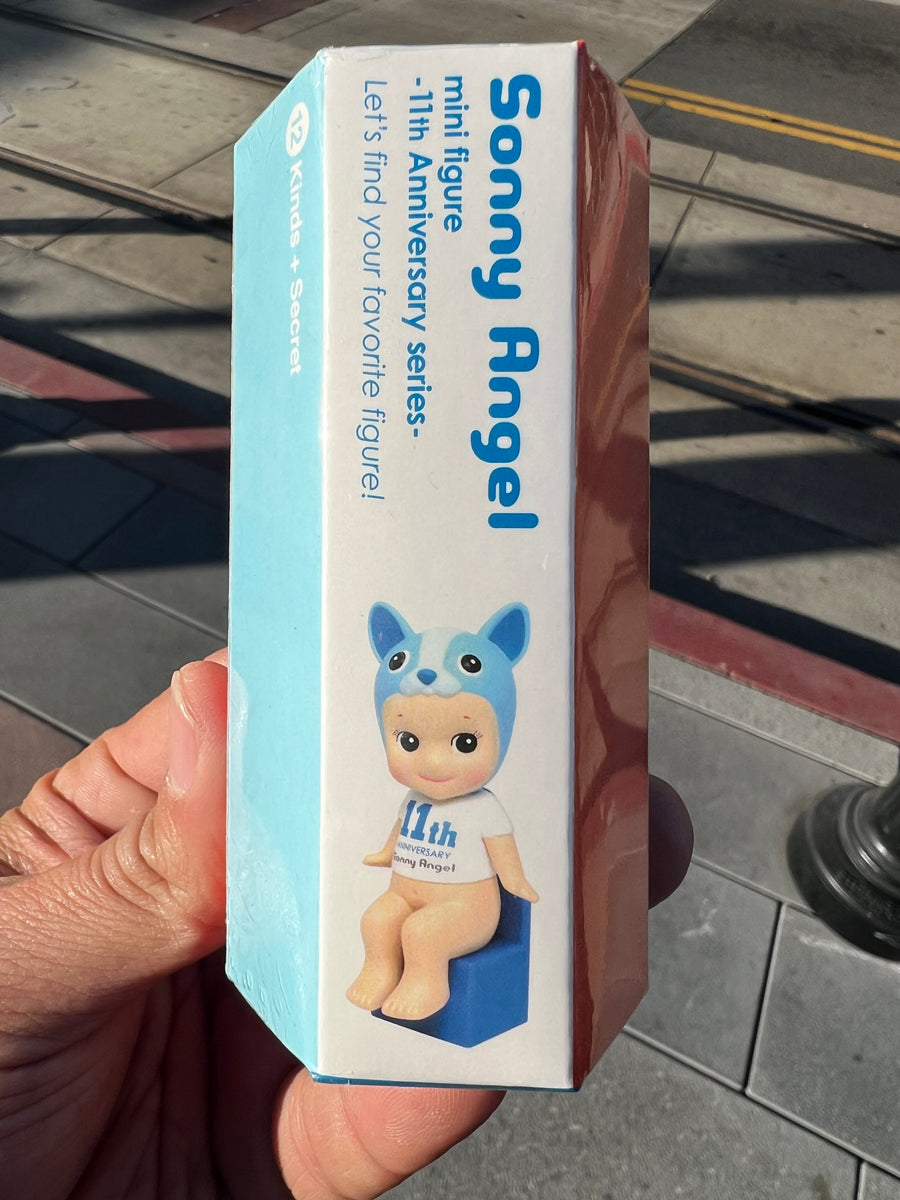 Sonny Angel
mini figure
-11th Anniversary series-
Let's find your favorite figure!
12 Kinds + Secret
11th
ANNIVERSARY
Sonny Angel